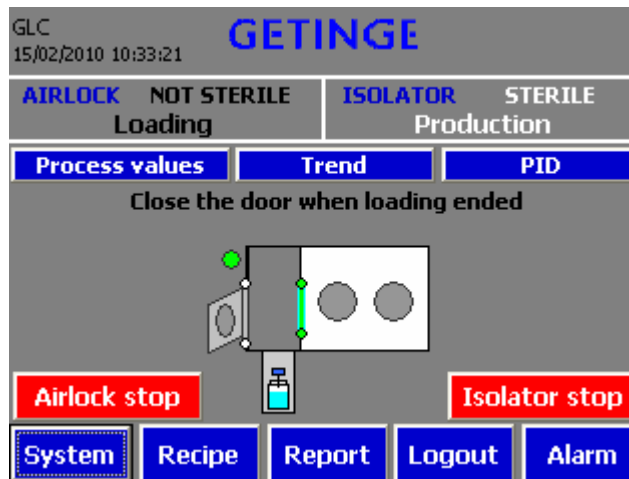 GLC
15/02/2010 10:33:21
GETINGE
AIRLOCK NOT STERILE
Loading
ISOLATOR STERILE
Production
Process values
Trend
PID
Close the door when loading ended
Airlock stop
Isolator stop
System
Recipe
Report
Logout
Alarm